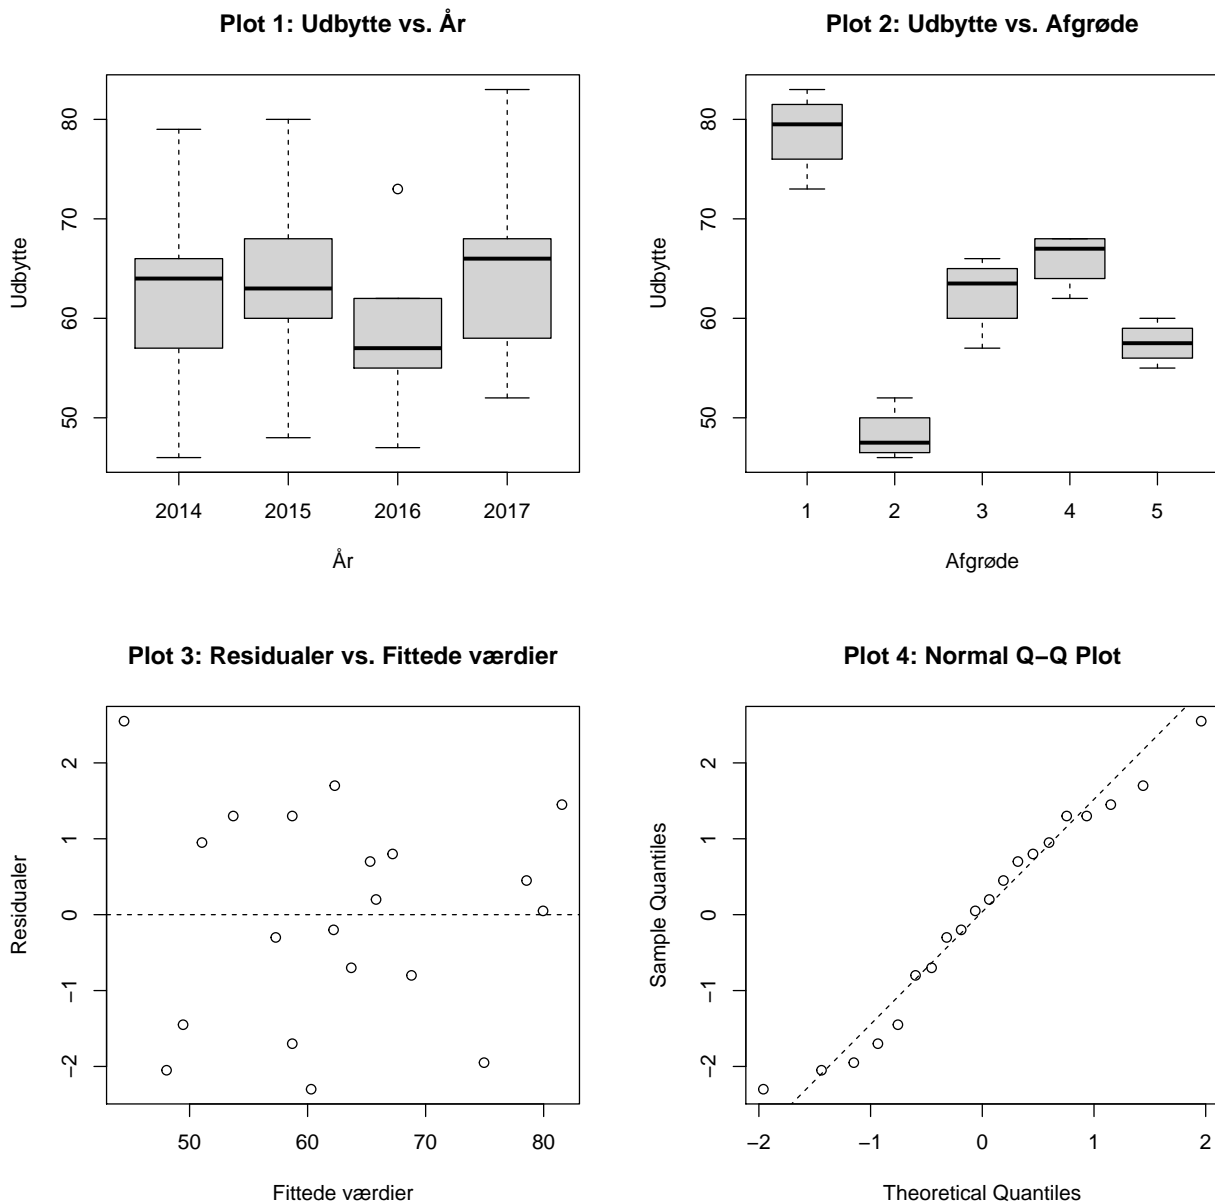 Plot 1: Udbytte vs. År
Udbytte
80
70
60
50
2014 2015 2016 2017
År
Plot 2: Udbytte vs. Afgrøde
Udbytte
80
70
60
50
1 2 3 4 5
Afgrøde
Plot 3: Residualer vs. Fittede værdier
Residualer
2
1
0
−1
−2
50 60 70 80
Fittede værdier
Plot 4: Normal Q−Q Plot
Sample Quantiles
2
1
0
−1
−2
−2 −1 0 1 2
Theoretical Quantiles